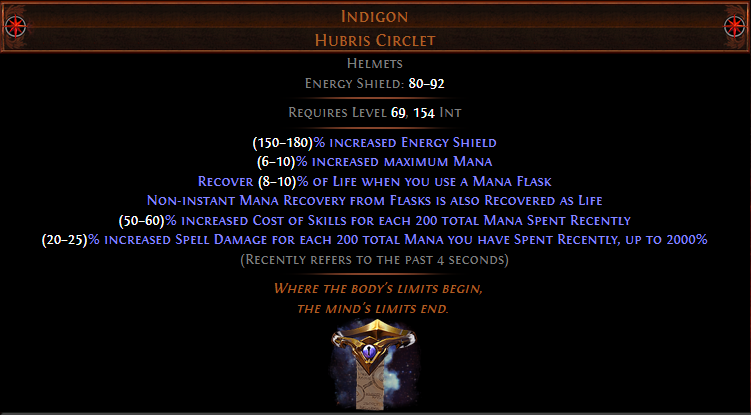 Indigon
Hubris Circlet
Helmets
Energy Shield: 80–92
Requires Level 69, 154 Int
(150–180)% increased Energy Shield
(6–10)% increased maximum Mana
Recover (8–10)% of Life when you use a Mana Flask
Non-instant Mana Recovery from Flasks is also Recovered as Life
(50–60)% increased Cost of Skills for each 200 total Mana Spent Recently
(20–25)% increased Spell Damage for each 200 total Mana you have Spent Recently, up to 2000%
(Recently refers to the past 4 seconds)
Where the body's limits begin,
the mind's limits end.